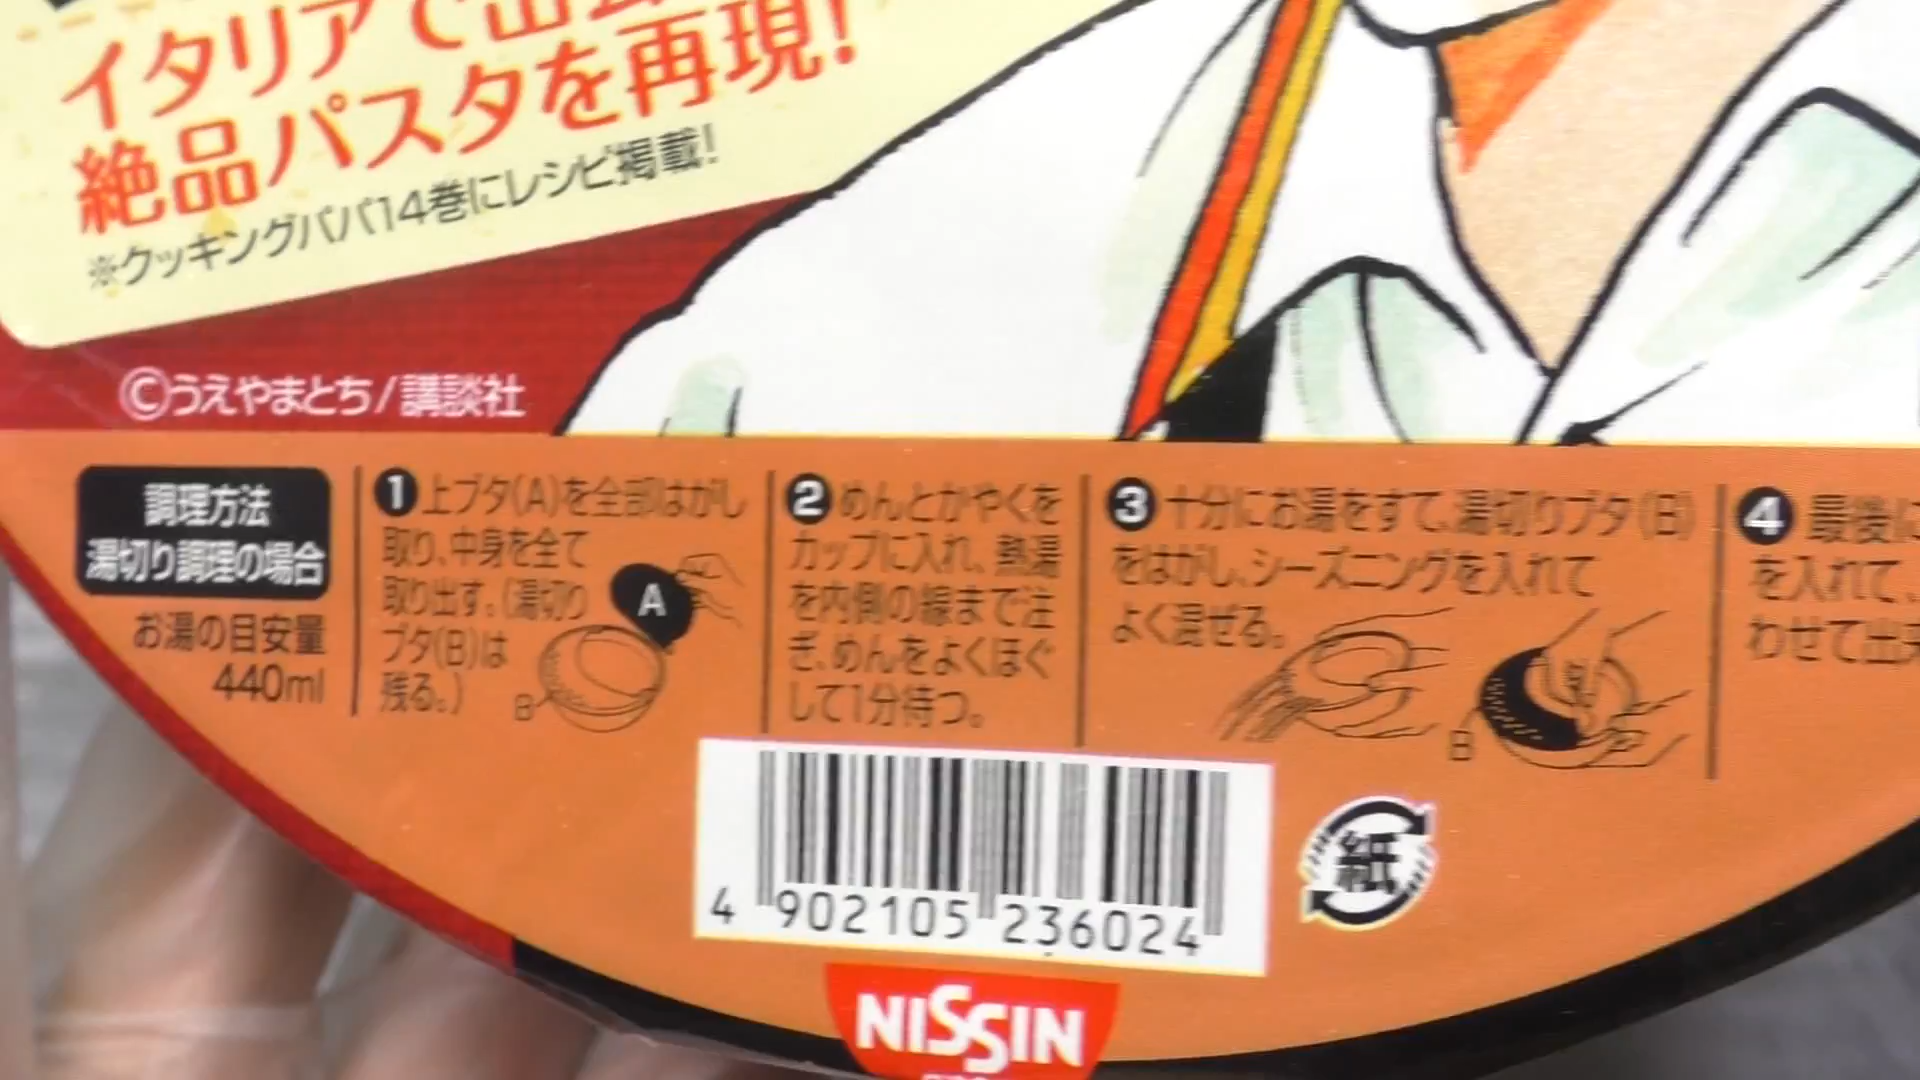 イタリアで出
絶品パスタを再現!
※クッキングパパ14巻にレシピ掲載!
©うえやまとち/講談社
調理方法
湯切り調理の場合
お湯の目安量
440ml
1 上ブタ(A)を全部はがし
取り、中身を全て
取り出す。(湯切り
ブタ(B)は
残る。)
A
B
2 めんとかやくを
カップに入れ、熱湯
を内側の線まで注
ぎ、めんをよくほぐ
して1分待つ。
3 十分にお湯をすて、湯切りブタ(B)
をはがし、シーズニングを入れて
よく混ぜる。
B
4 最後に
を入れて、
わせて出来
4 902105 236024
紙
NISSIN